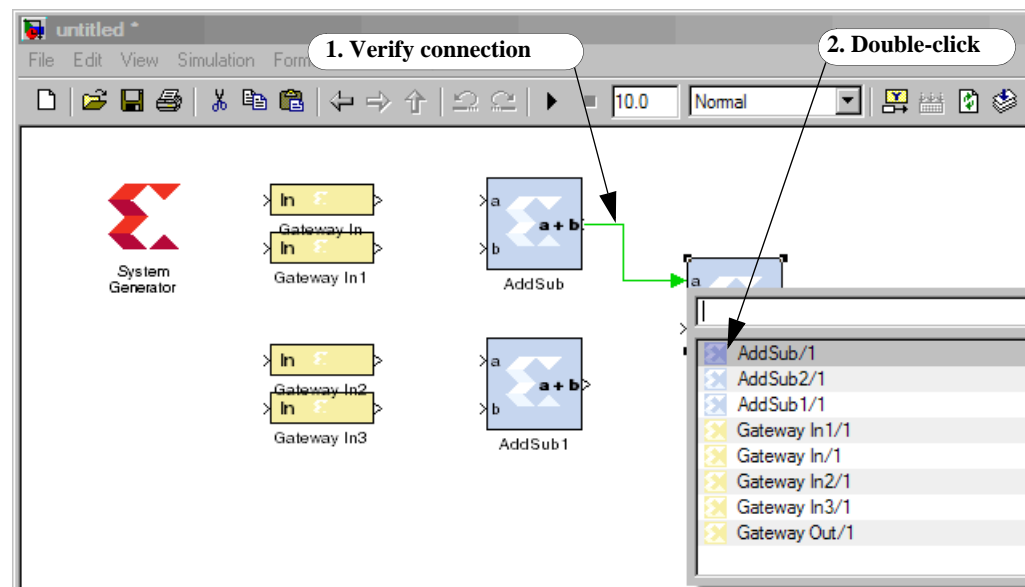 untitled *
File Edit View Simulation Form
1. Verify connection
2. Double-click
10.0
Normal
Y
System
Generator
In
Gateway In
In
Gateway In1
a
b
a + b
AddSub
a
In
Gateway In2
In
Gateway In3
a
b
a + b
AddSub1
AddSub/1
AddSub2/1
AddSub1/1
Gateway In1/1
Gateway In/1
Gateway In2/1
Gateway In3/1
Gateway Out/1